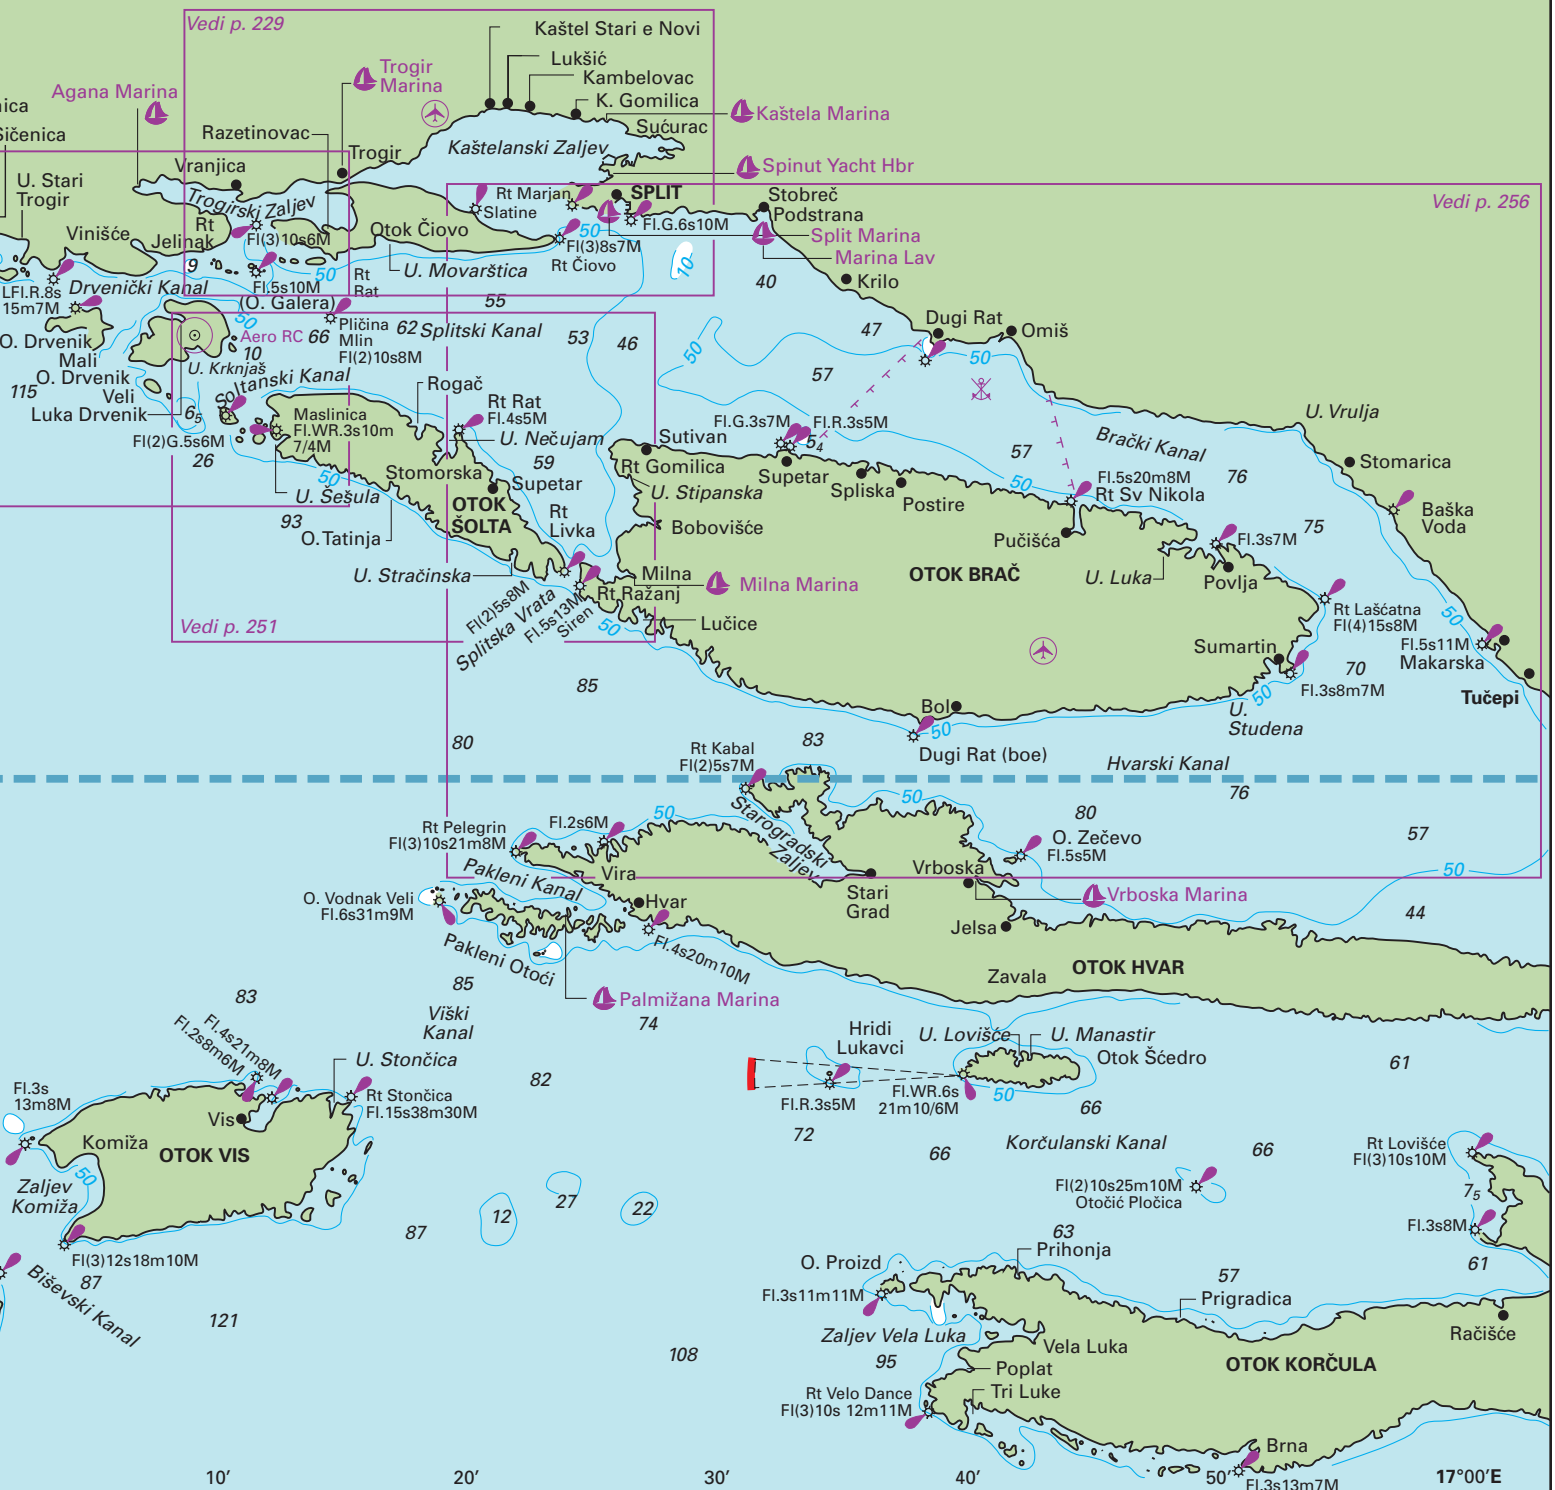 Vedi p. 229
Kaštel Stari e Novi
Lukšić
Kambelovac
K. Gomilica
Sućurac
Trogir
Marina
Agana Marina
Kaštela Marina
nica
Sičenica
Razetinovac
Trogir
Kaštelanski Zaljev
Spinut Yacht Hbr
Vranjica
U. Stari
Trogir
Trogirski Zaljev
Rt Marjan
SPLIT
Slatine
Stobreč
Podstrana
Vedi p. 256
Vinišće
Rt
Jelinak
Fl(3)10s6M
Otok Čiovo
50
Fl.G.6s10M
Fl(3)8s7M
Rt Čiovo
Split Marina
Marina Lav
9
Fl.5s10M
50
Rt
Rat
U. Movarštica
10
40
Krilo
LFl.R.8s
15m7M
Drvenički Kanal
(O. Galera)
55
50
Pličina
Mlin
Fl(2)10s8M
62
Splitski Kanal
53
46
50
47
Dugi Rat
Omiš
50
O. Drvenik
Mali
Aero RC
66
10
U. Krknjaš
O. Drvenik
Veli
115
Luka Drvenik
Šoltanski Kanal
6₅
Fl(2)G.5s6M
26
Maslinica
Fl.WR.3s10m
7/4M
Rogač
Rt Rat
Fl.4s5M
U. Nečujam
57
Fl.G.3s7M
Fl.R.3s5M
5₄
U. Vrulja
Brački Kanal
50
U. Šešula
Stomorska
59
Supetar
Sutivan
Rt Gomilica
U. Stipanska
Supetar
Spliska
Postire
57
50
Fl.5s20m8M
Rt Sv Nikola
76
Stomarica
Baška
Voda
93
O.Tatinja
OTOK
ŠOLTA
Rt
Livka
Bobovišće
Pučišća
Fl.3s7M
75
U. Stračinska
Milna
Milna Marina
OTOK BRAČ
U. Luka
Povlja
Vedi p. 251
Fl(2)5s8M
Splitska Vrata
Fl.5s13M
Siren
Rt Ražanj
50
Lučice
Rt Lašćatna
Fl(4)15s8M
50
Fl.5s11M
Makarska
Sumartin
70
Fl.3s8m7M
Tučepi
85
50
U.
Studena
80
Bol
50
Dugi Rat (boe)
83
Rt Kabal
Fl(2)5s7M
Hvarski Kanal
76
Starogradski
Zaljev
50
80
Rt Pelegrin
Fl(3)10s21m8M
Fl.2s6M
50
O. Zečevo
Fl.5s5M
57
Pakleni Kanal
Vira
Stari
Grad
Vrboska
50
Vrboska Marina
O. Vodnak Veli
Fl.6s31m9M
Hvar
44
Jelsa
Pakleni Otoći
Fl.4s20m10M
OTOK HVAR
Zavala
85
83
Palmižana Marina
Viški
Kanal
74
Fl.4s21m8M
Fl.2s8m6M
U. Stončica
Hridi
Lukavci
U. Lovišće
U. Manastir
Otok Šćedro
61
Fl.3s
13m8M
82
Rt Stončica
Fl.15s38m30M
Fl.R.3s5M
Fl.WR.6s
21m10/6M
50
66
Vis
72
Komiža
OTOK VIS
66
Korčulanski Kanal
66
Rt Lovišće
Fl(3)10s10M
50
Zaljev
Komiža
27
12
22
Fl(2)10s25m10M
Otočić Pločica
7₅
Fl.3s8M
87
63
Fl(3)12s18m10M
87
Biševski Kanal
O. Proizd
Prihonja
61
57
Fl.3s11m11M
Prigradica
121
Zaljev Vela Luka
Račišće
108
95
Vela Luka
Poplat
OTOK KORČULA
Rt Velo Dance
Fl(3)10s 12m11M
Tri Luke
Brna
Fl.3s13m7M
10'
20'
30'
40'
50'
17°00'E